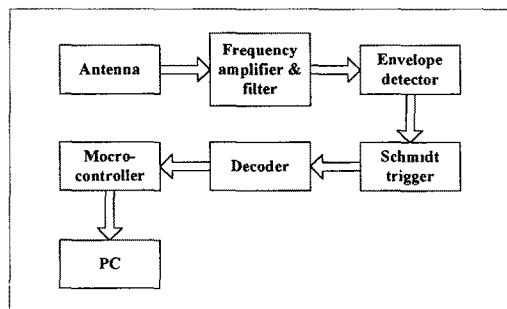 Antenna
Frequency
amplifier &
filter
Envelope
detector
Schmidt
trigger
Decoder
Mocro-
controller
PC